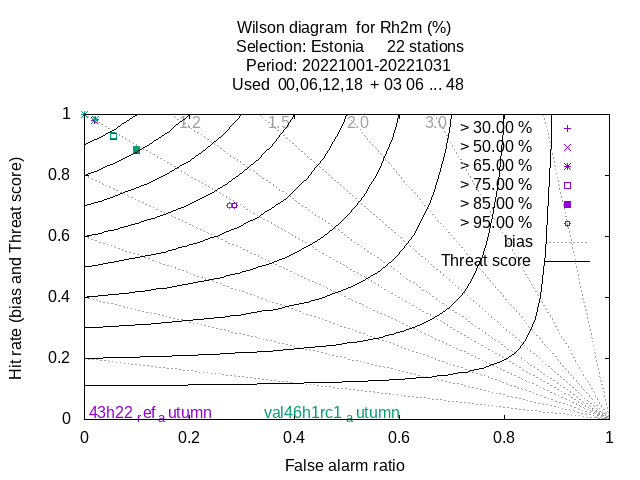 Wilson diagram  for Rh2m (%)
Selection: Estonia     22 stations
Period: 20221001-20221031
Used  00,06,12,18  + 03 06 ... 48
1.2 1.5 2.0 3.0
> 30.00 %
> 50.00 %
> 65.00 %
> 75.00 %
> 85.00 %
> 95.00 %
bias
Threat score
Hit rate (bias and Threat score)
1
0.8
0.6
0.4
0.2
0
43h22 ref autumn val46h1rc1 autumn
0 0.2 0.4 0.6 0.8 1
False alarm ratio